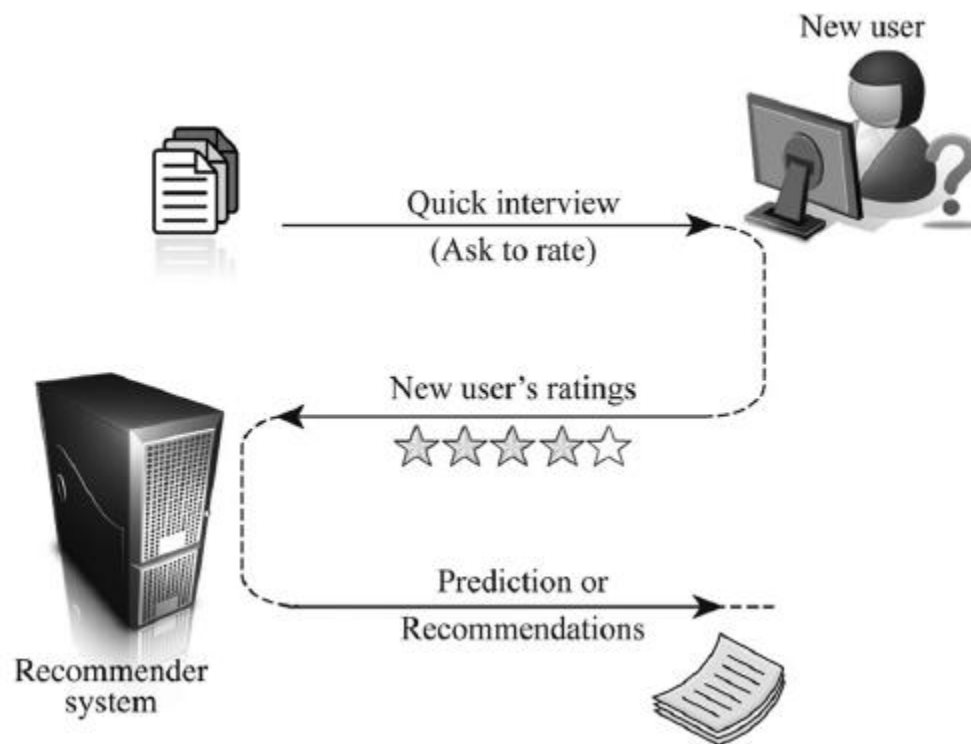 New user
Quick interview
(Ask to rate)
New user’s ratings
Prediction or
Recommendations
Recommender
system